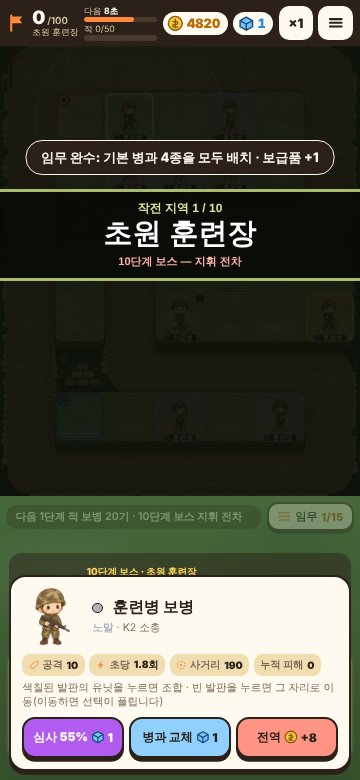 0/100
초원 훈련장
다음 8초
적 0/50
4820
1
×1
임무 완수: 기본 병과 4종을 모두 배치 · 보급품 +1
작전 지역 1 / 10
초원 훈련장
10단계 보스 — 지휘 전차
다음 1단계 적 보병 20기 · 10단계 보스 지휘 전차
임무 1/15
10단계 보스 · 초원 훈련장
훈련병 보병
노말 · K2 소총
공격 10
초당 1.8회
사거리 190
누적 피해 0
색칠된 발판의 유닛을 누르면 조합 · 빈 발판을 누르면 그 자리로 이
동(이동하면 선택이 풀립니다)
심사 55% 1
병과 교체 1
전역 +8